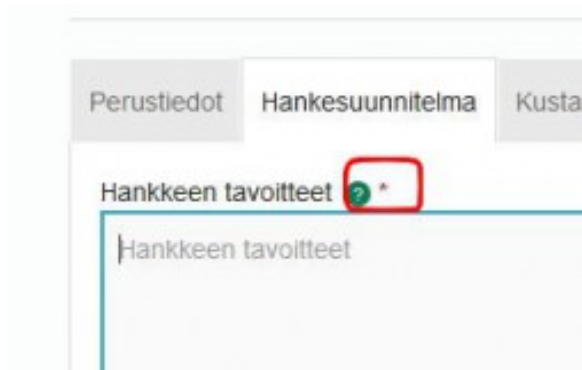 Perustiedot Hankesuunnitelma Kusta
Hankkeen tavoitteet ? *
Hankkeen tavoitteet